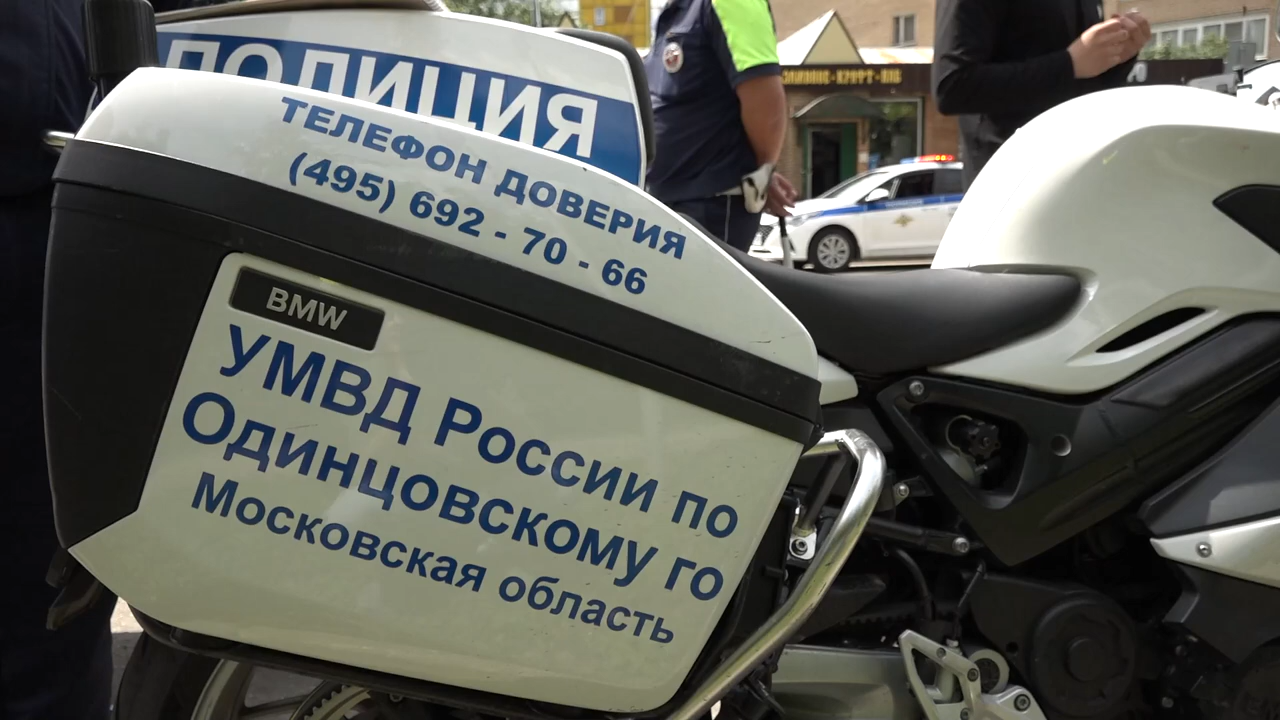 ПОЛИЦИЯ
ТЕЛЕФОН ДОВЕРИЯ
(495) 692 - 70 - 66
BMW
УМВД России по
Одинцовскому го
Московская область